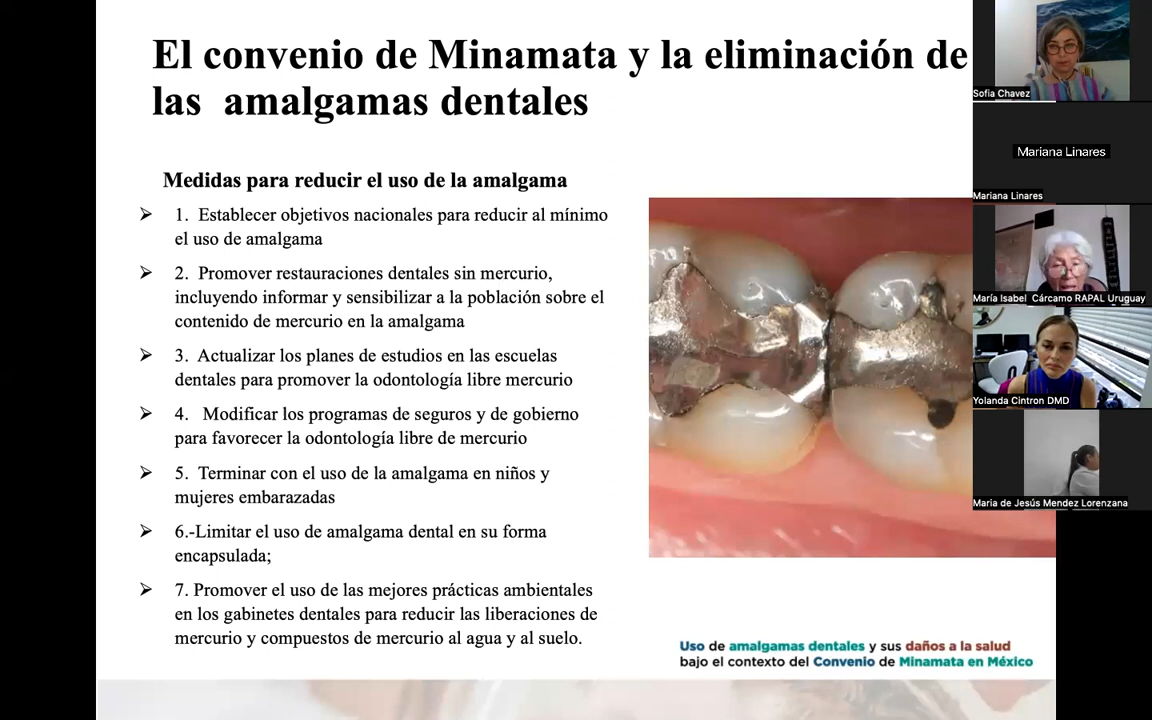 El convenio de Minamata y la eliminación de
las amalgamas dentales
Medidas para reducir el uso de la amalgama
1. Establecer objetivos nacionales para reducir al mínimo
el uso de amalgama
2. Promover restauraciones dentales sin mercurio,
incluyendo informar y sensibilizar a la población sobre el
contenido de mercurio en la amalgama
3. Actualizar los planes de estudios en las escuelas
dentales para promover la odontología libre mercurio
4. Modificar los programas de seguros y de gobierno
para favorecer la odontología libre de mercurio
5. Terminar con el uso de la amalgama en niños y
mujeres embarazadas
6.-Limitar el uso de amalgama dental en su forma
encapsulada;
7. Promover el uso de las mejores prácticas ambientales
en los gabinetes dentales para reducir las liberaciones de
mercurio y compuestos de mercurio al agua y al suelo.
Uso de amalgamas dentales y sus daños a la salud
bajo el contexto del Convenio de Minamata en México
Sofia Chavez
Mariana Linares
Mariana Linares
María Isabel Cárcamo RAPAL Uruguay
Yolanda Cintron DMD
Maria de Jesús Mendez Lorenzana